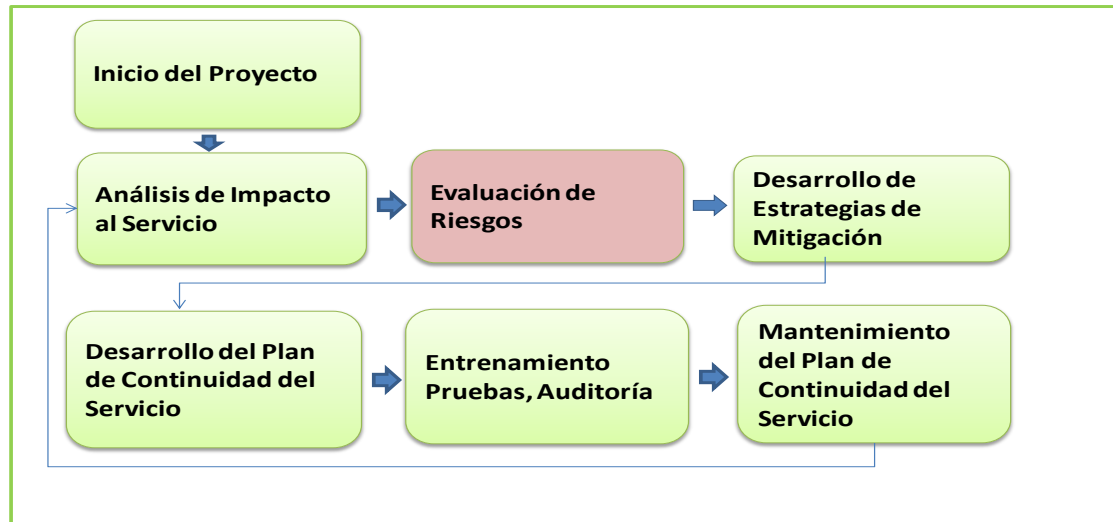 Inicio del Proyecto
Análisis de Impacto
al Servicio
Evaluación de
Riesgos
Desarrollo de
Estrategias de
Mitigación
Desarrollo del Plan
de Continuidad del
Servicio
Entrenamiento
Pruebas, Auditoría
Mantenimiento
del Plan de
Continuidad del
Servicio